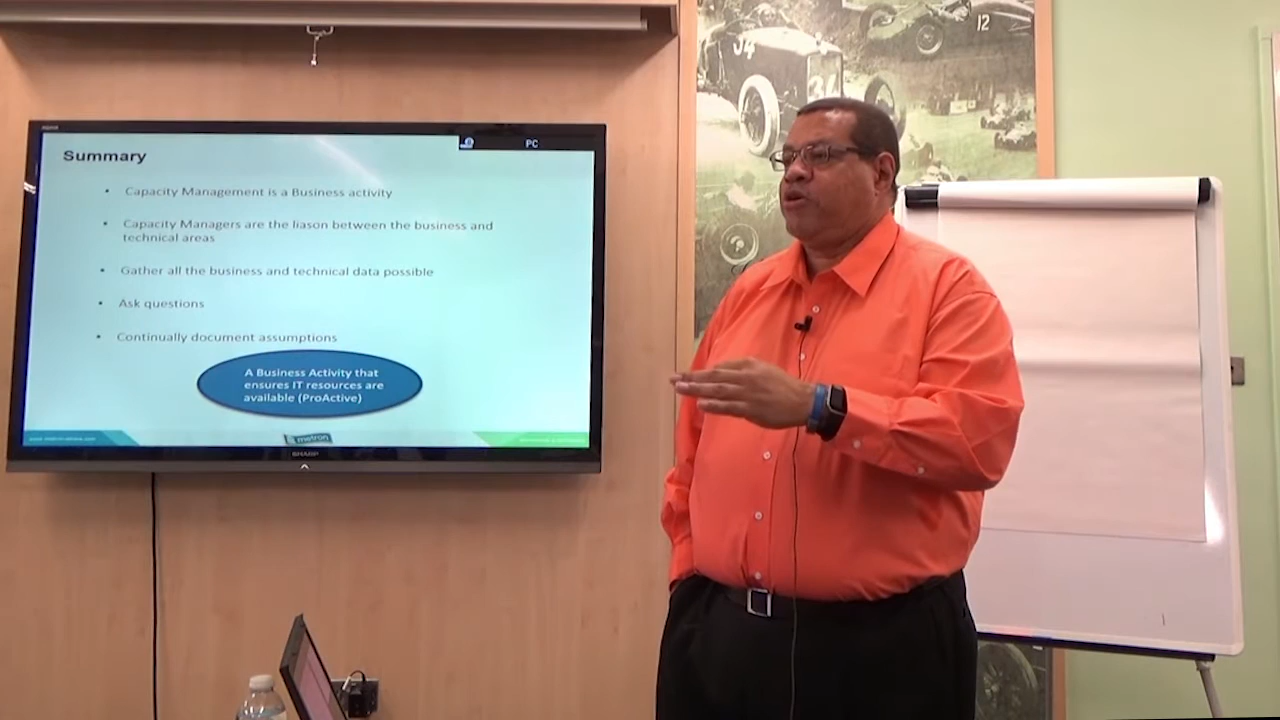 PC
Summary
• Capacity Management is a Business activity
• Capacity Managers are the liason between the business and
technical areas
• Gather all the business and technical data possible
• Ask questions
• Continually document assumptions
A Business Activity that
ensures IT resources are
available (ProActive)
metron
SHARP
34
34
12